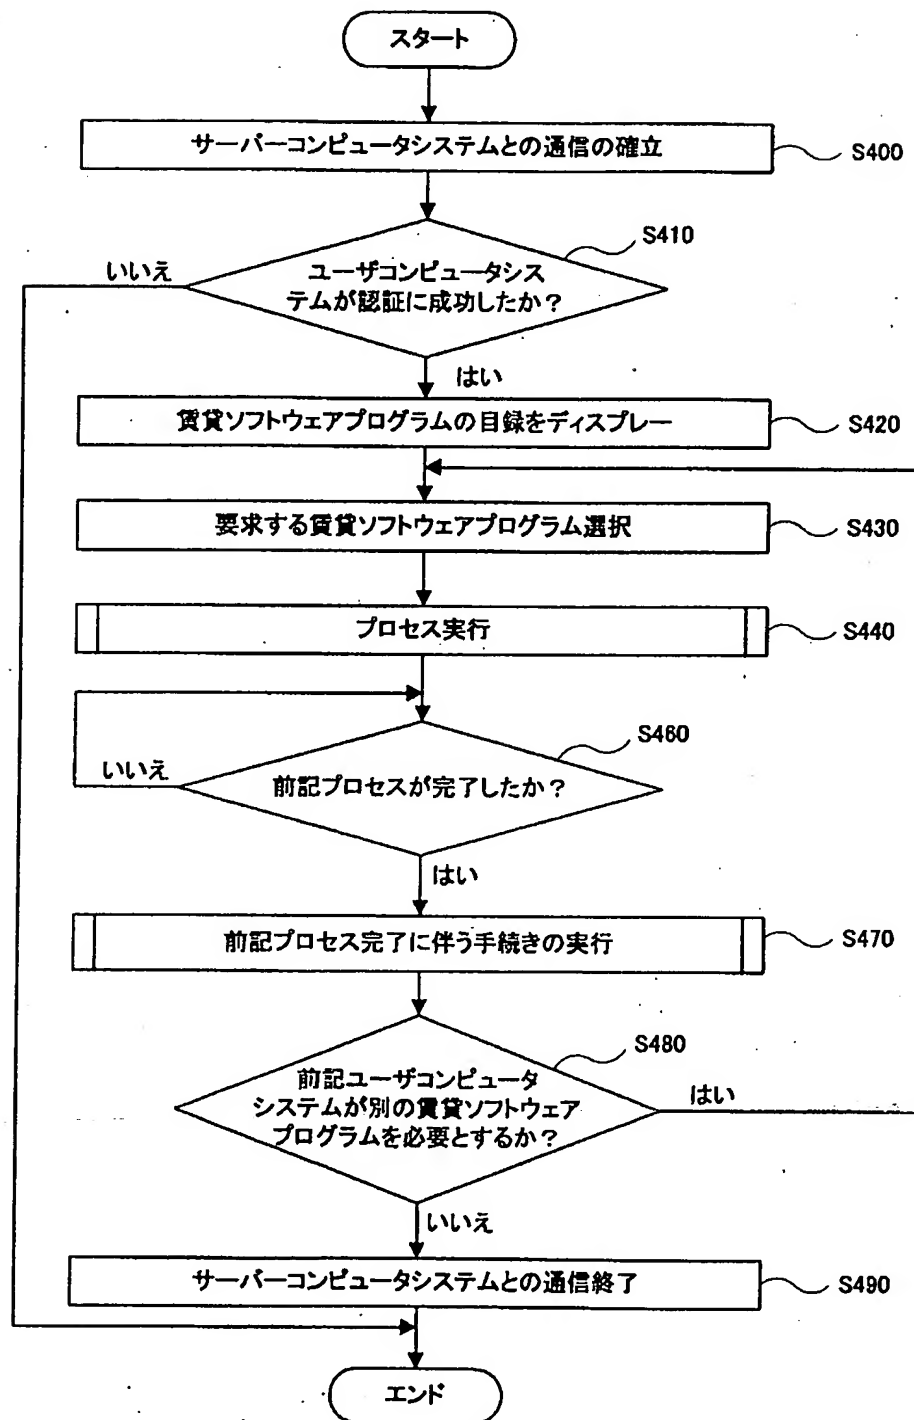 スタート
サーバーコンピュータシステムとの通信の確立
S400
S410
いいえ
ユーザコンピュータシス
テムが認証に成功したか？
はい
賃貸ソフトウェアプログラムの目録をディスプレー
S420
要求する賃貸ソフトウェアプログラム選択
S430
プロセス実行
S440
S460
いいえ
前記プロセスが完了したか？
はい
前記プロセス完了に伴う手続きの実行
S470
S480
前記ユーザコンピュータ
システムが別の賃貸ソフトウェア
プログラムを必要とするか？
はい
いいえ
サーバーコンピュータシステムとの通信終了
S490
エンド